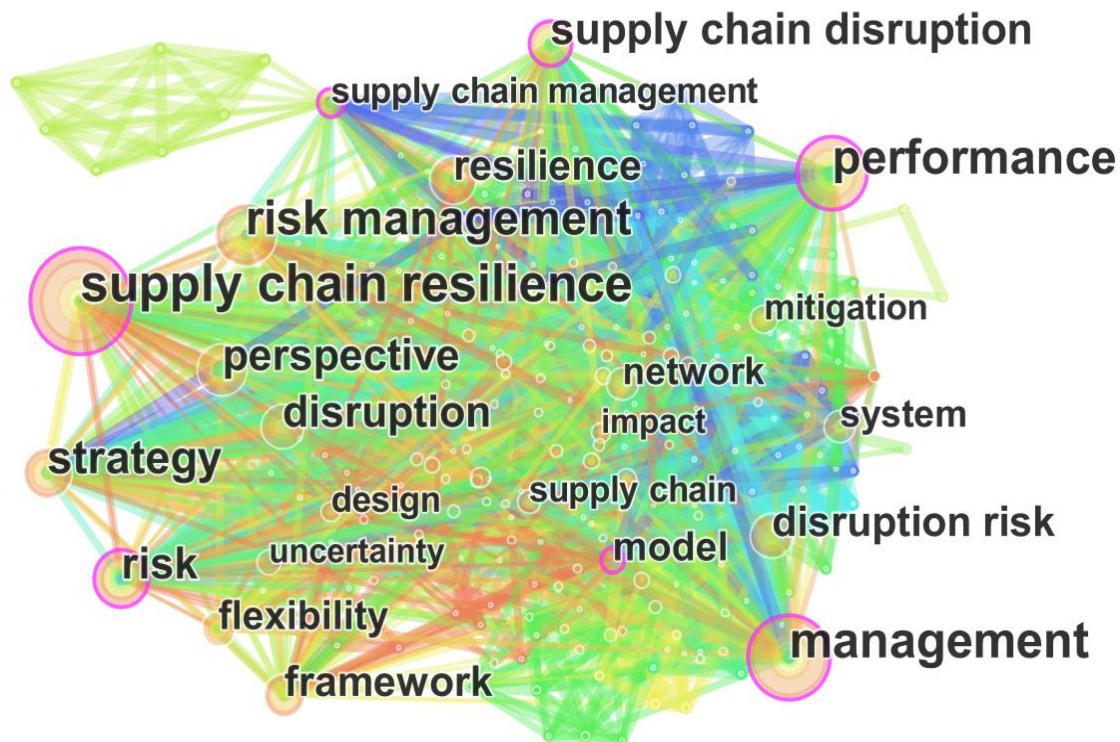 supply chain disruption
supply chain management
performance
resilience
risk management
supply chain resilience
mitigation
perspective
network
disruption
impact
system
strategy
design
supply chain
disruption risk
uncertainty
model
risk
flexibility
management
framework